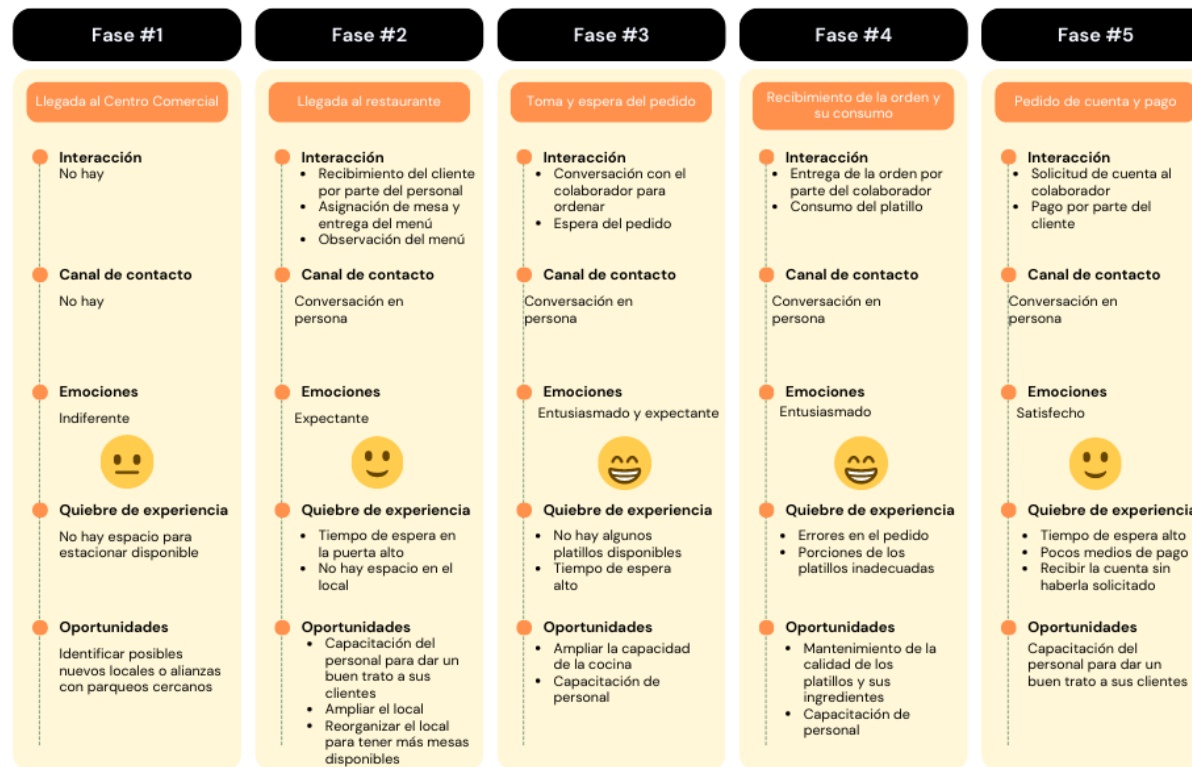 Fase #1
Llegada al Centro Comercial
Interacción
No hay
Canal de contacto
No hay
Emociones
Indiferente
Quiebre de experiencia
No hay espacio para
estacionar disponible
Oportunidades
Identificar posibles
nuevos locales o alianzas
con parqueos cercanos
Fase #2
Llegada al restaurante
Interacción
• Recibimiento del cliente
por parte del personal
• Asignación de mesa y
entrega del menú
• Observación del menú
Canal de contacto
Conversación en
persona
Emociones
Expectante
Quiebre de experiencia
• Tiempo de espera en
la puerta alto
• No hay espacio en el
local
Oportunidades
• Capacitación del
personal para dar un
buen trato a sus
clientes
• Ampliar el local
• Reorganizar el local
para tener más mesas
disponibles
Fase #3
Toma y espera del pedido
Interacción
• Conversación con el
colaborador para
ordenar
• Espera del pedido
Canal de contacto
Conversación en
persona
Emociones
Entusiasmado y expectante
Quiebre de experiencia
• No hay algunos
platillos disponibles
• Tiempo de espera
alto
Oportunidades
• Ampliar la capacidad
de la cocina
• Capacitación de
personal
Fase #4
Recibimiento de la orden y
su consumo
Interacción
• Entrega de la orden por
parte del colaborador
• Consumo del platillo
Canal de contacto
Conversación en
persona
Emociones
Entusiasmado
Quiebre de experiencia
• Errores en el pedido
• Porciones de los
platillos inadecuadas
Oportunidades
• Mantenimiento de la
calidad de los
platillos y sus
ingredientes
• Capacitación de
personal
Fase #5
Pedido de cuenta y pago
Interacción
• Solicitud de cuenta al
colaborador
• Pago por parte del
cliente
Canal de contacto
Conversación en
persona
Emociones
Satisfecho
Quiebre de experiencia
• Tiempo de espera alto
• Pocos medios de pago
• Recibir la cuenta sin
haberla solicitado
Oportunidades
Capacitación del
personal para dar un
buen trato a sus clientes